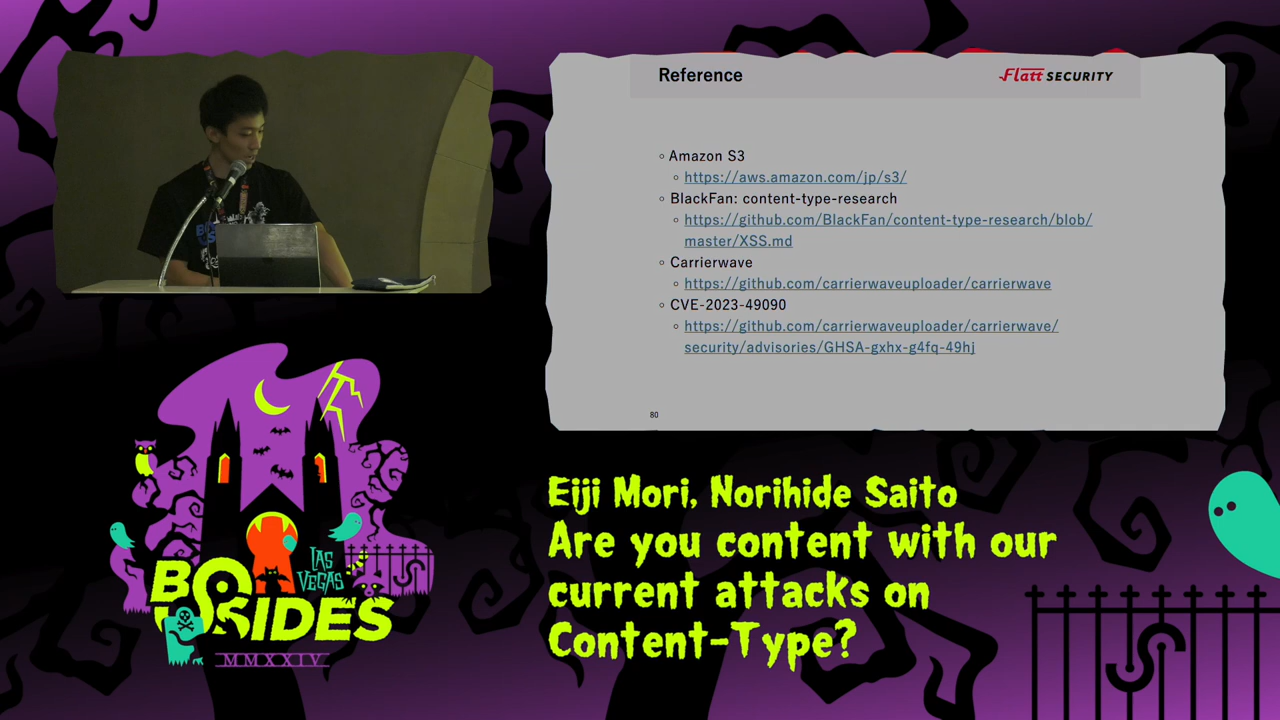 Reference
Flatt SECURITY
Amazon S3
https://aws.amazon.com/jp/s3/
BlackFan: content-type-research
https://github.com/BlackFan/content-type-research/blob/
master/XSS.md
Carrierwave
https://github.com/carrierwaveuploader/carrierwave
CVE-2023-49090
https://github.com/carrierwaveuploader/carrierwave/
security/advisories/GHSA-gxhx-g4fq-49hj
80
LAS
VEGAS
BSIDES
MMXXIV
Eiji Mori, Norihide Saito
Are you content with our
current attacks on
Content-Type?